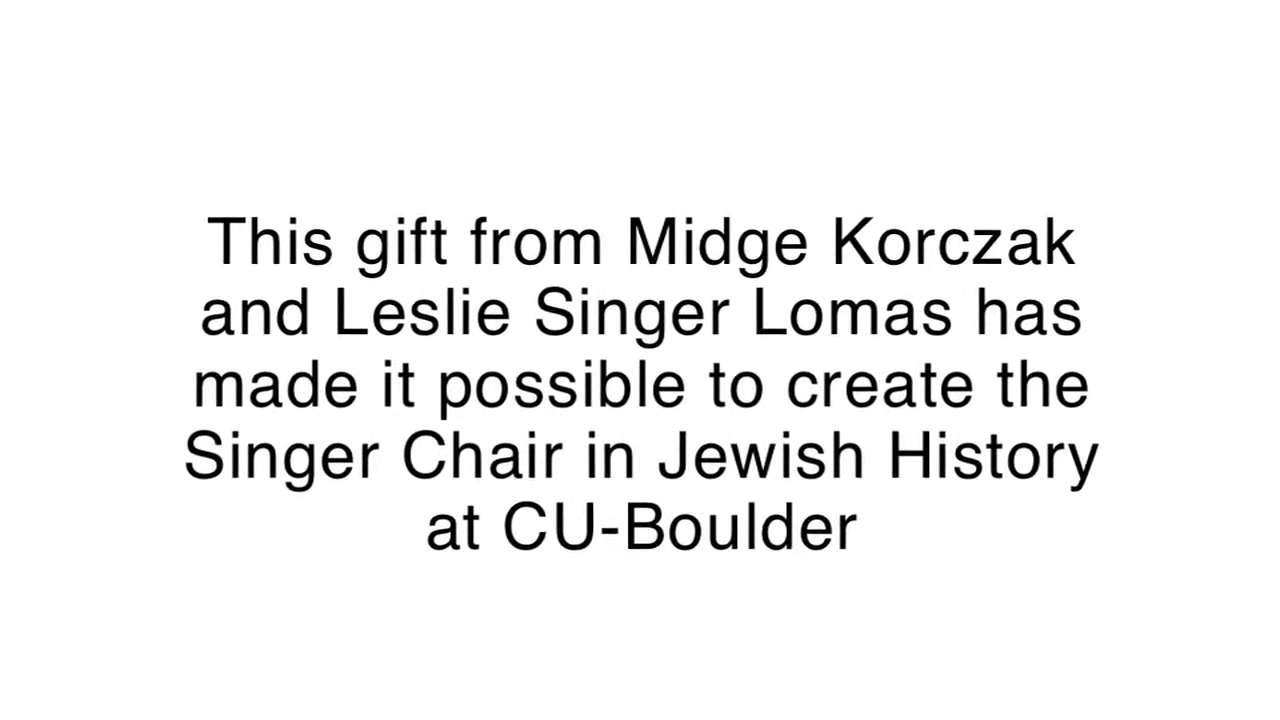 This gift from Midge Korczak
and Leslie Singer Lomas has
made it possible to create the
Singer Chair in Jewish History
at CU-Boulder